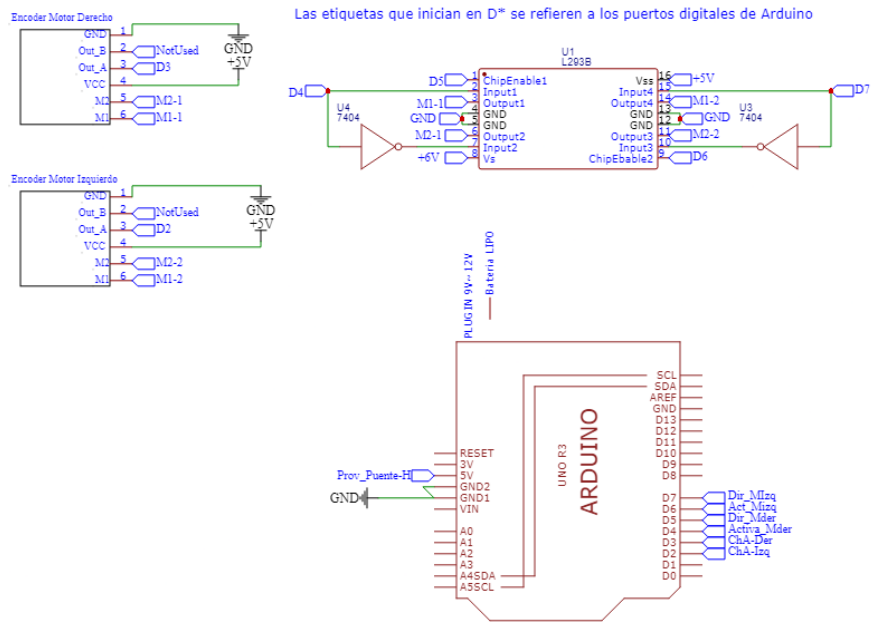 Las etiquetas que inician en D* se refieren a los puertos digitales de Arduino
Encoder Motor Derecho
GND 1
Out_B 2 NotUsed
Out_A 3 D3
VCC 4
M2 5 M2-1
M1 6 M1-1
GND
+5V
Encoder Motor Izquierdo
GND 1
Out_B 2 NotUsed
Out_A 3 D2
VCC 4
M2 5 M2-2
M1 6 M1-2
GND
+5V
U1
L293B
D5 1 ChipEnable1
D4 2 Input1
M1-1 3 Output1
GND 4 GND
5 GND
M2-1 6 Output2
7 Input2
+6V 8 Vs
Vss 16 +5V
Input4 15 D7
Output4 14 M1-2
GND 13 GND
GND 12
Output3 11 M2-2
Input3 10
ChipEbable2 9 D6
U4
7404
U3
7404
PLUG IN 9V~ 12V
Bateria LIPO
UNO R3
ARDUINO
RESET
3V
Prov_Puente-H 5V
GND2
GND GND1
VIN
A0
A1
A2
A3
A4SDA
A5SCL
SCL
SDA
AREF
GND
D13
D12
D11
D10
D9
D8
D7 Dir_MIzq
D6 Act_Mizq
D5 Dir_Mder
D4 Activa_Mder
D3 ChA-Der
D2 ChA-Izq
D1
D0